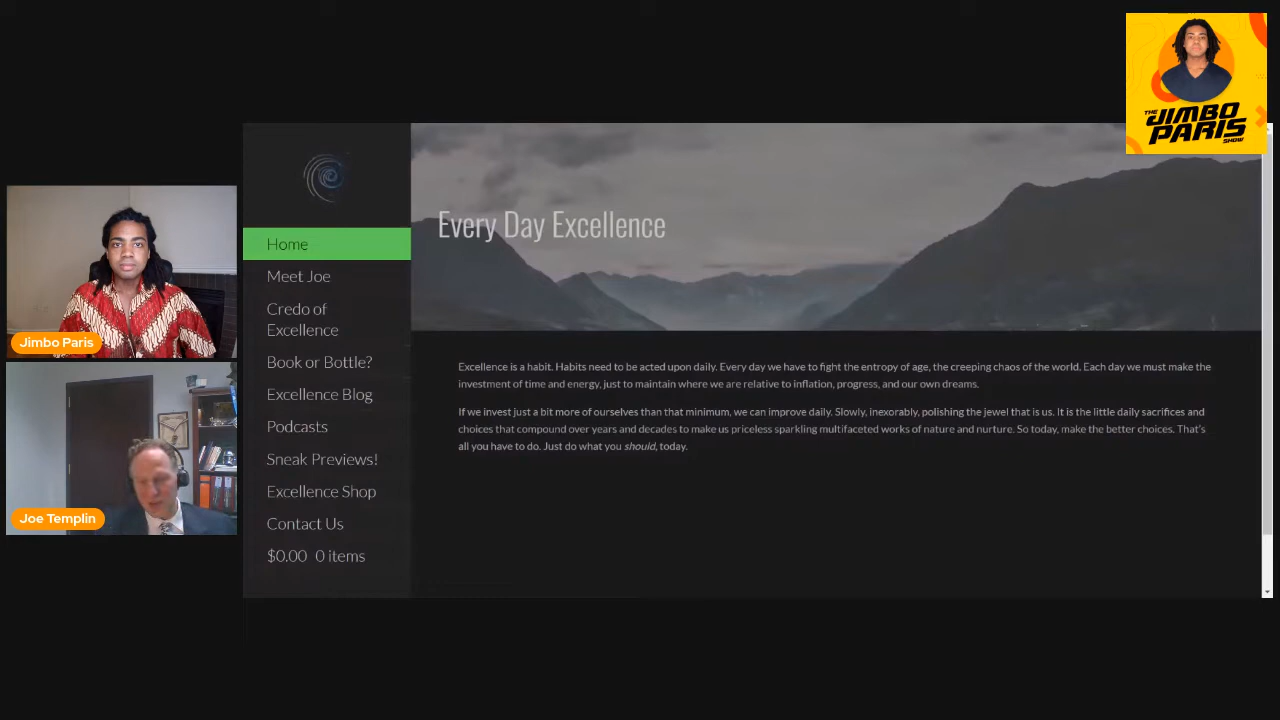 THE
JIMBO
PARIS
SHOW
Every Day Excellence
Home
Meet Joe
Credo of
Excellence
Book or Bottle?
Excellence Blog
Podcasts
Sneak Previews!
Excellence Shop
Contact Us
$0.00 0 items
Excellence is a habit. Habits need to be acted upon daily. Every day we have to fight the entropy of age, the creeping chaos of the world, Each day we must make the
investment of time and energy, just to maintain where we are relative to inflation, progress, and our own dreams.
If we invest just a bit more of ourselves than that minimum, we can improve daily. Slowly, inexorably, polishing the jewel that is us. It is the little daily sacrifices and
choices that compound over years and decades to make us priceless sparkling multifaceted works of nature and nurture. So today, make the better choices. That's
all you have to do. Just do what you should, today.
Jimbo Paris
Joe Templin